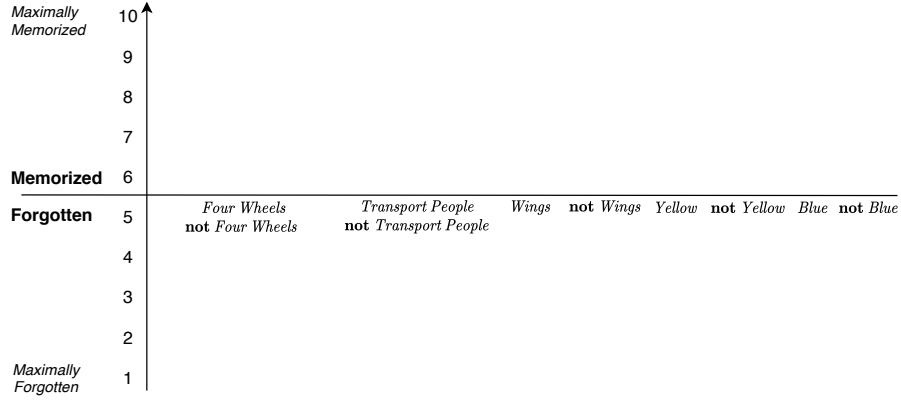 Maximally
Memorized
10
9
8
7
Memorized 6
Forgotten 5
Four Wheels Transport People Wings not Wings Yellow not Yellow Blue not Blue
not Four Wheels not Transport People
4
3
2
Maximally
Forgotten
1